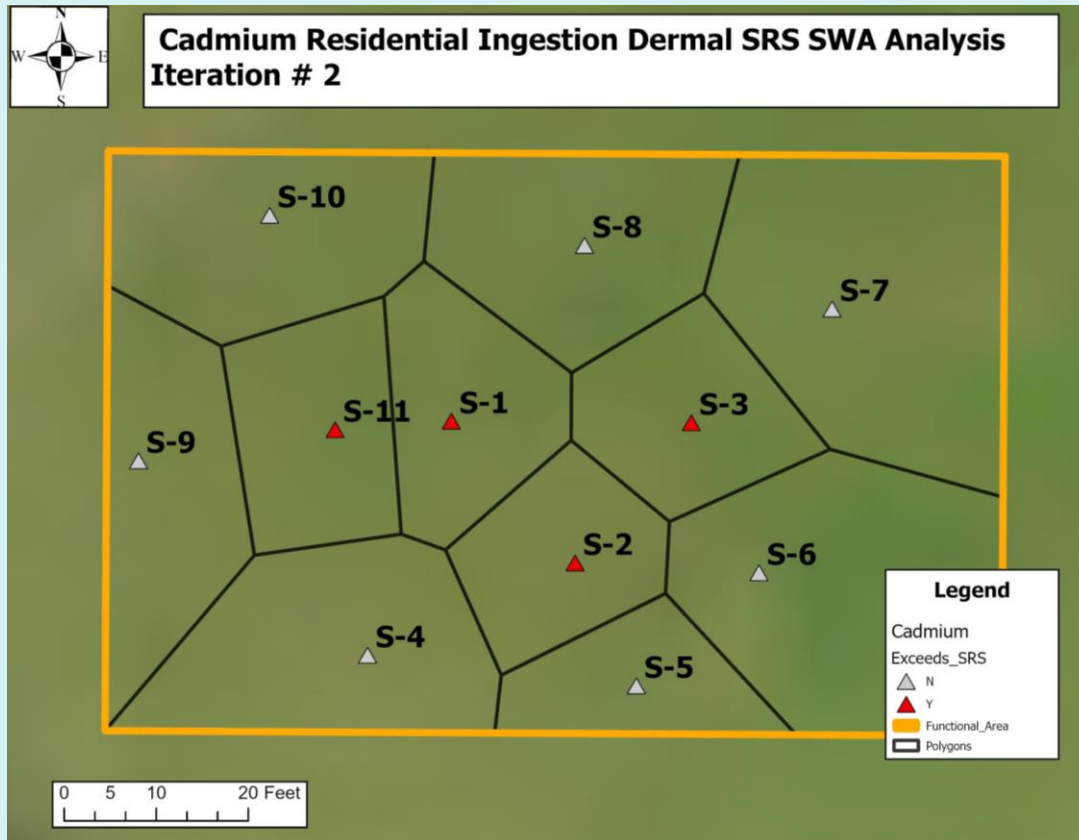 N
W E
S
Cadmium Residential Ingestion Dermal SRS SWA Analysis
Iteration # 2
S-10
S-8
S-7
S-11
S-1
S-3
S-9
S-2
S-6
S-4
S-5
Legend
Cadmium
Exceeds_SRS
N
Y
Functional_Area
Polygons
0 5 10 20 Feet